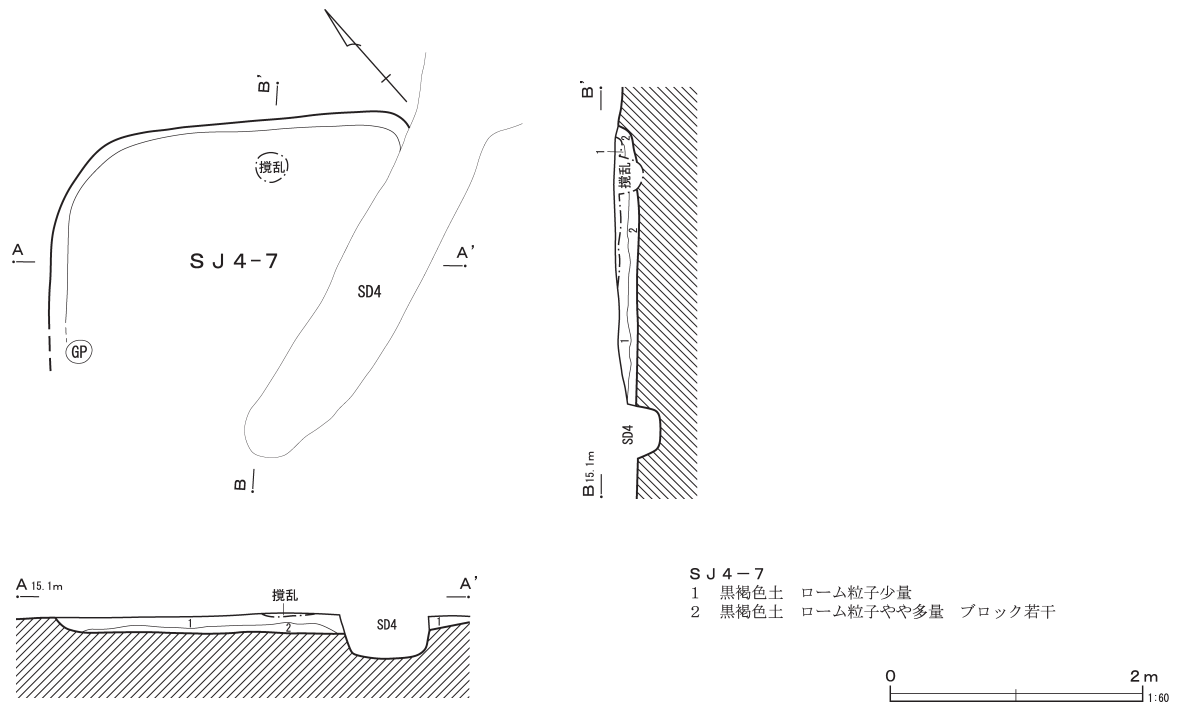 B'
攪乱
A
SJ4-7
A'
SD4
GP
B
B'
1
2
攪乱
2
1
SD4
B 15.1m
A 15.1m
A'
攪乱
1
2
SD4
1
SJ4-7
1 黒褐色土 ローム粒子少量
2 黒褐色土 ローム粒子やや多量 ブロック若干
0 2m
1:60